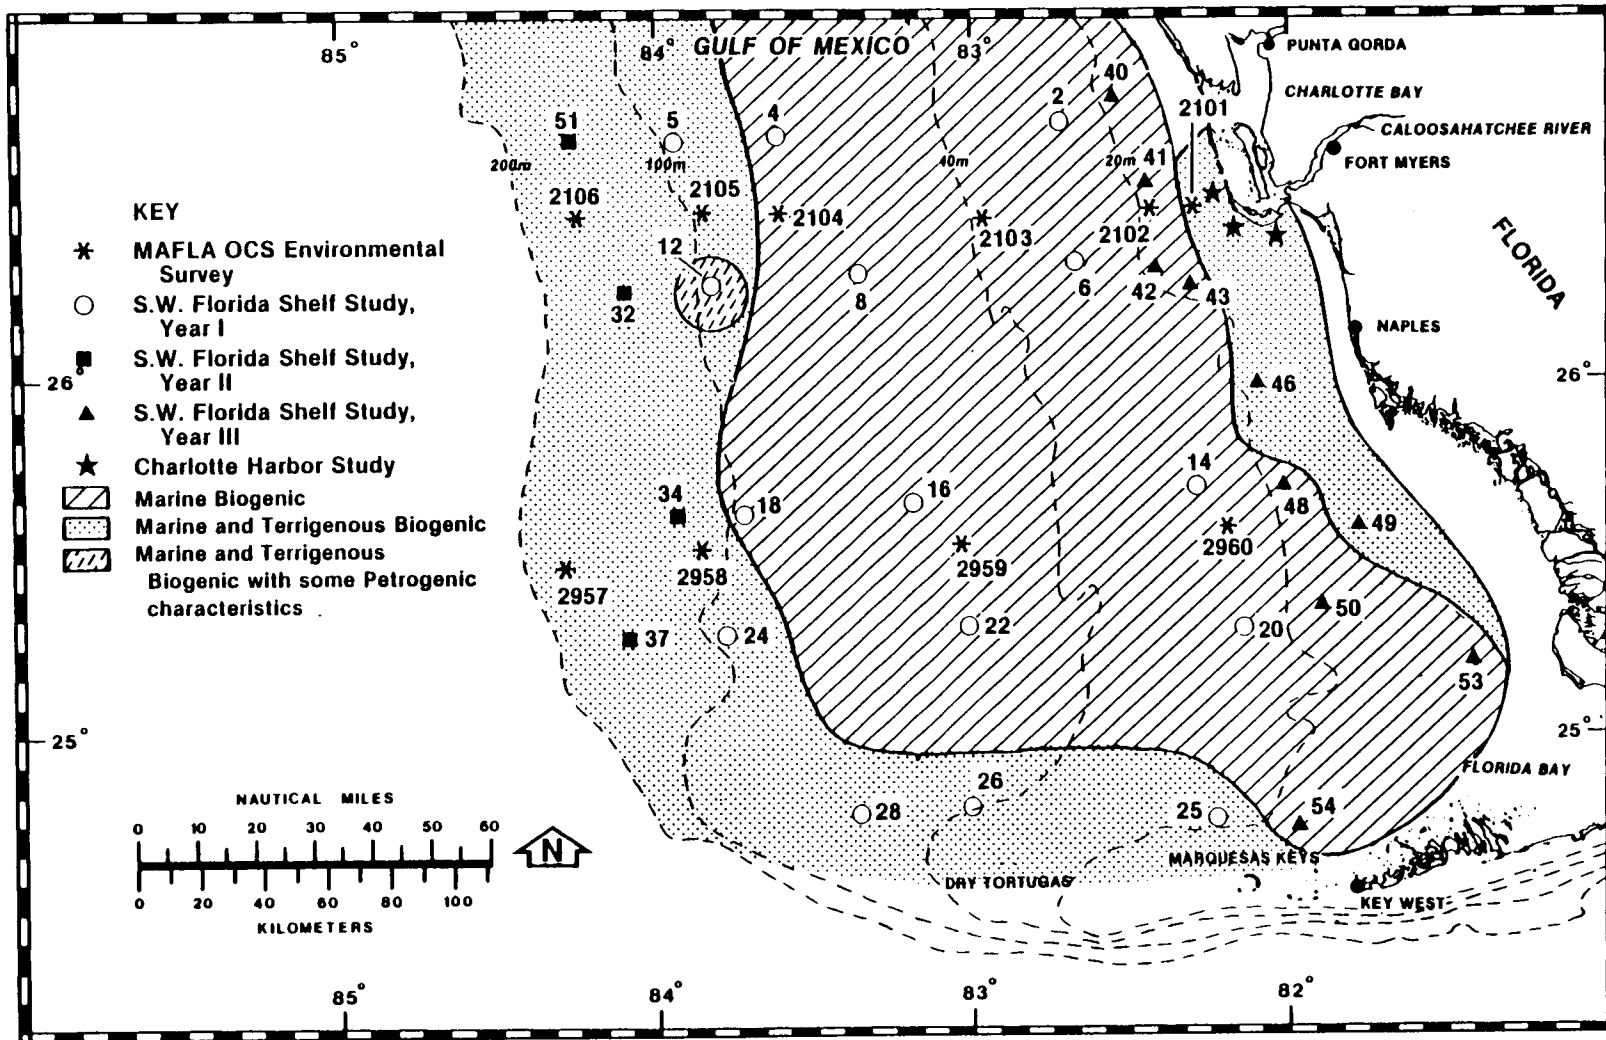 85°
84°
GULF OF MEXICO
83°
PUNTA GORDA
40
CHARLOTTE BAY
2
2101
CALOOSAHATCHEE RIVER
51
5
4
FORT MYERS
200m
100m
40m
20m
41
2106
2105
2104
2103
2102
FLORIDA
KEY
MAFLA OCS Environmental
Survey
S.W. Florida Shelf Study,
Year I
S.W. Florida Shelf Study,
Year II
S.W. Florida Shelf Study,
Year III
Charlotte Harbor Study
Marine Biogenic
Marine and Terrigenous Biogenic
Marine and Terrigenous
Biogenic with some Petrogenic
characteristics
12
32
8
6
42
43
NAPLES
26°
26°
46
34
18
16
14
48
49
2957
2958
2959
2960
50
37
24
22
20
53
25°
25°
FLORIDA BAY
28
26
25
54
MARQUESAS KEYS
DRY TORTUGAS
KEY WEST
NAUTICAL MILES
0 10 20 30 40 50 60
N
0 20 40 60 80 100
KILOMETERS
85°
84°
83°
82°